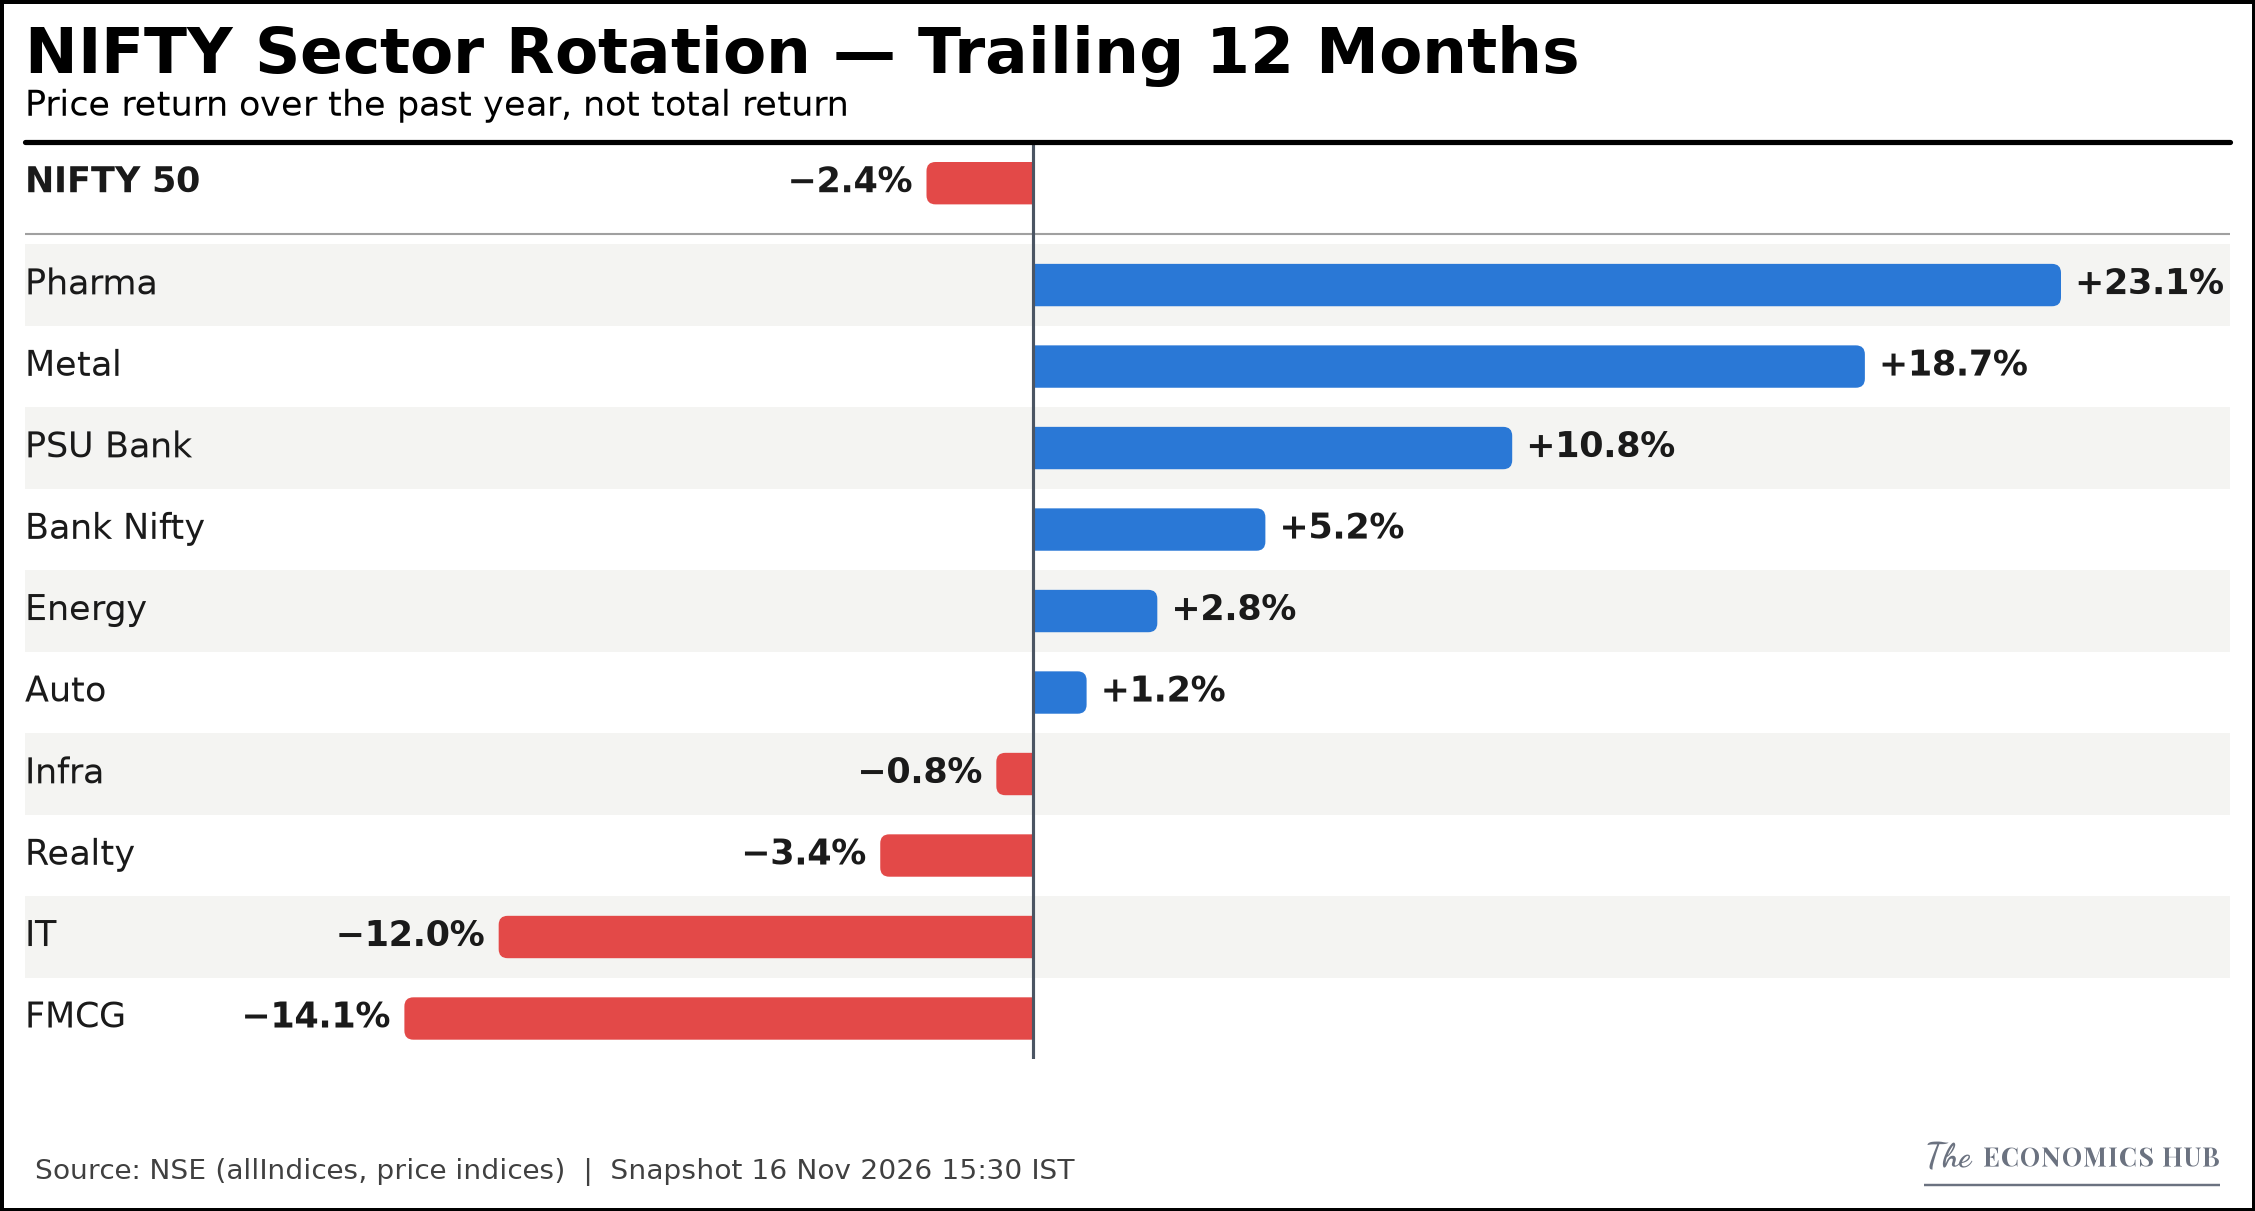 NIFTY Sector Rotation — Trailing 12 Months
Price return over the past year, not total return
NIFTY 50 −2.4%
Pharma +23.1%
Metal +18.7%
PSU Bank +10.8%
Bank Nifty +5.2%
Energy +2.8%
Auto +1.2%
Infra −0.8%
Realty −3.4%
IT −12.0%
FMCG −14.1%
Source: NSE (allIndices, price indices) | Snapshot 16 Nov 2026 15:30 IST
The ECONOMICS HUB